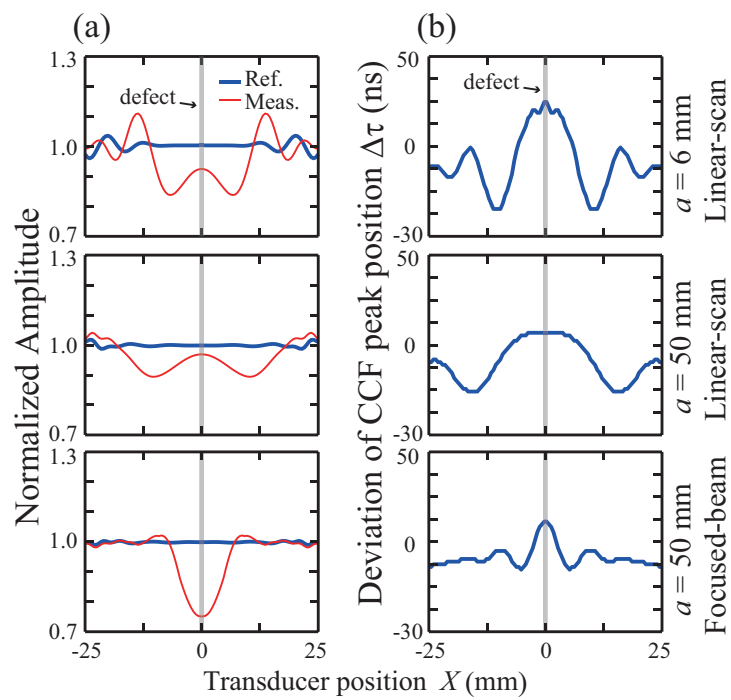 (a)
(b)
Normalized Amplitude
1.3
1.0
0.7
defect
Ref.
Meas.
1.3
1.0
0.7
1.3
1.0
0.7
-25
0
25
Deviation of CCF peak position Δτ (ns)
50
0
-30
defect
a = 6 mm
Linear-scan
50
0
-30
a = 50 mm
Linear-scan
50
0
-30
a = 50 mm
Focused-beam
-25
0
25
Transducer position X (mm)